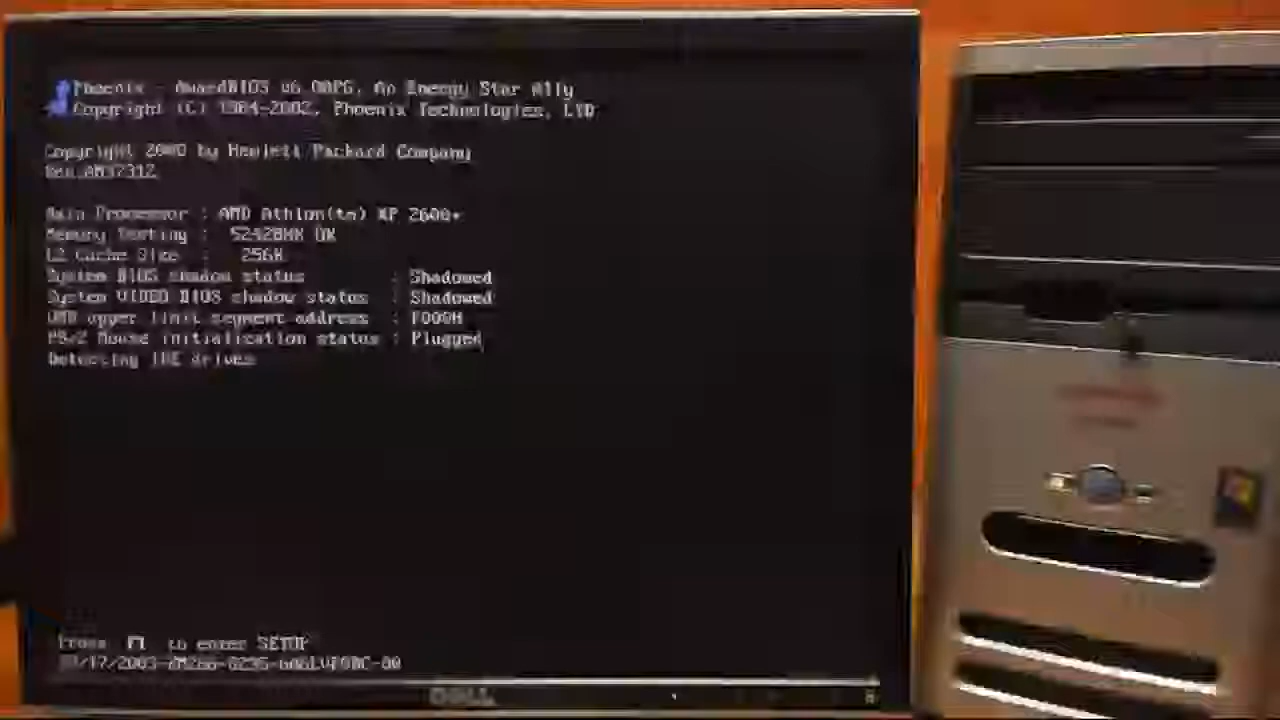 Phoenix - AwardBIOS v6.00PG, An Energy Star Ally
Copyright (C) 1984-2002, Phoenix Technologies, LTD
Copyright 2000 by Hewlett Packard Company
Main Processor : AMD Athlon(tm) XP 2600+
Memory Testing : 524288K OK
L2 Cache Size : 256K
System BIOS shadow status : Shadowed
System VIDEO BIOS shadow status : Shadowed
UMB upper limit segment address : F000H
PS/2 Mouse initialization status : Plugged
Detecting IDE drives
Press F1 to enter SETUP
DELL